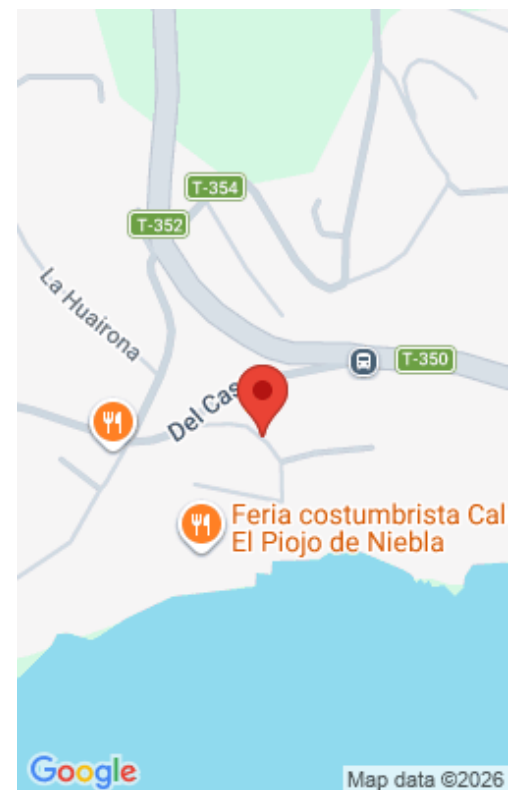 T-354
T-352
La Huairona
T-350
Del Cas
Feria costumbrista Cal
El Piojo de Niebla
Google
Map data ©2026